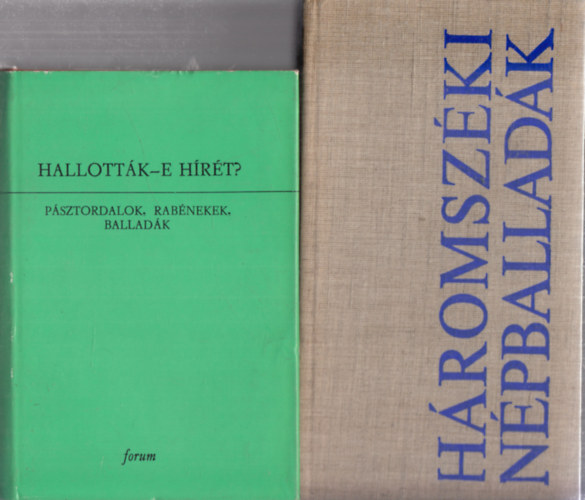 HALLOTTÁK–E HÍRÉT?
PÁSZTORDALOK, RABÉNEKEK,
BALLADÁK
forum
HÁROMSZÉKI
NÉPBALLADÁK